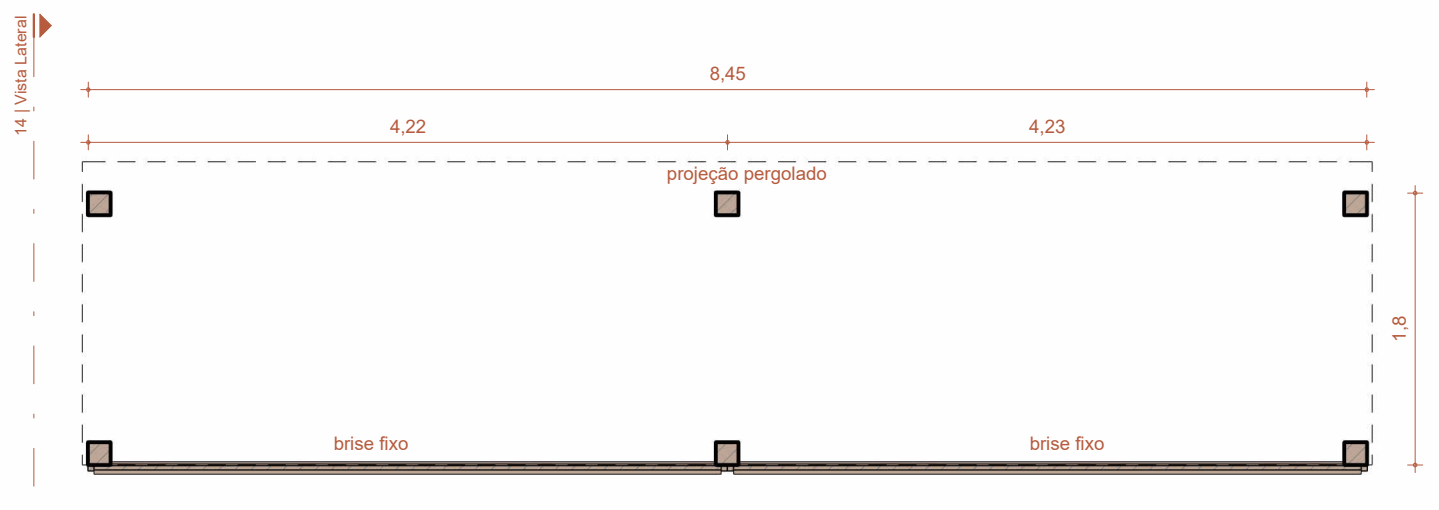 14 | Vista Lateral
8,45
4,22
4,23
projeção pergolado
1,8
brise fixo
brise fixo